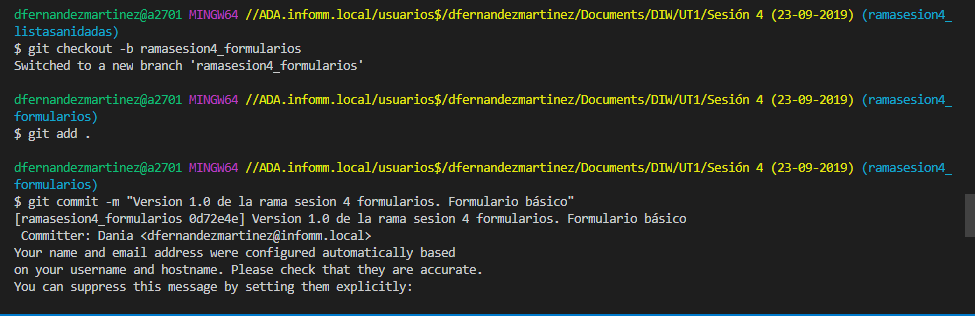 dfernandezmartinez@a2701 MINGW64 //ADA.infomm.local/usuarios$/dfernandezmartinez/Documents/DIW/UT1/Sesión 4 (23-09-2019) (ramasesion4_
listasanidadas)
$ git checkout -b ramasesion4_formularios
Switched to a new branch 'ramasesion4_formularios'
dfernandezmartinez@a2701 MINGW64 //ADA.infomm.local/usuarios$/dfernandezmartinez/Documents/DIW/UT1/Sesión 4 (23-09-2019) (ramasesion4_
formularios)
$ git add .
dfernandezmartinez@a2701 MINGW64 //ADA.infomm.local/usuarios$/dfernandezmartinez/Documents/DIW/UT1/Sesión 4 (23-09-2019) (ramasesion4_
formularios)
$ git commit -m "Version 1.0 de la rama sesion 4 formularios. Formulario básico"
[ramasesion4_formularios 0d72e4e] Version 1.0 de la rama sesion 4 formularios. Formulario básico
Committer: Dania <dfernandezmartinez@infomm.local>
Your name and email address were configured automatically based
on your username and hostname. Please check that they are accurate.
You can suppress this message by setting them explicitly: